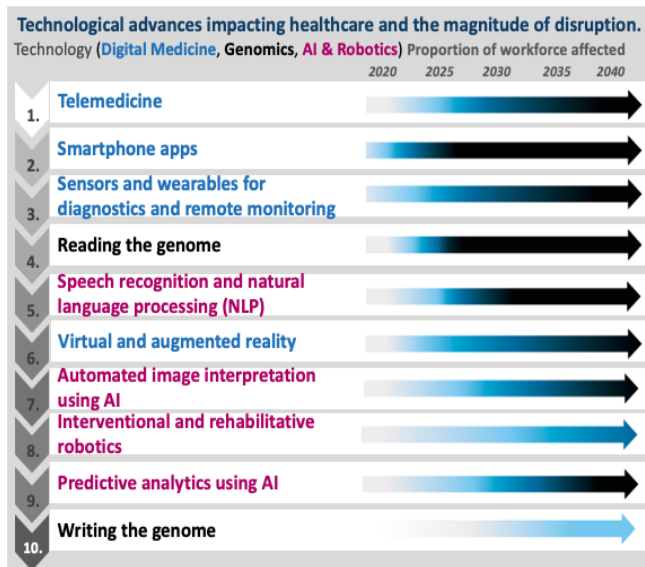 Technological advances impacting healthcare and the magnitude of disruption.
Technology (Digital Medicine, Genomics, AI & Robotics) Proportion of workforce affected
2020 2025 2030 2035 2040
1. Telemedicine
2. Smartphone apps
3. Sensors and wearables for
diagnostics and remote monitoring
4. Reading the genome
5. Speech recognition and natural
language processing (NLP)
6. Virtual and augmented reality
7. Automated image interpretation
using AI
8. Interventional and rehabilitative
robotics
9. Predictive analytics using AI
10. Writing the genome